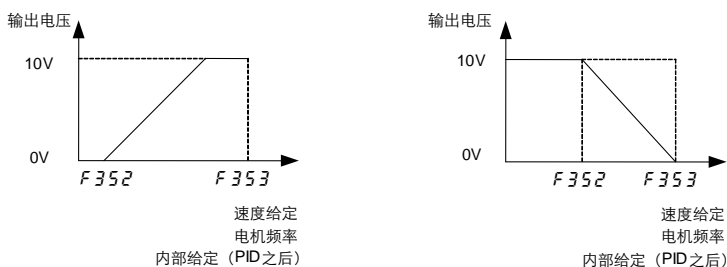 输出电压
10V
0V
F352 F353
速度给定
电机频率
内部给定（PID之后）
输出电压
10V
0V
F352 F353
速度给定
电机频率
内部给定（PID之后）